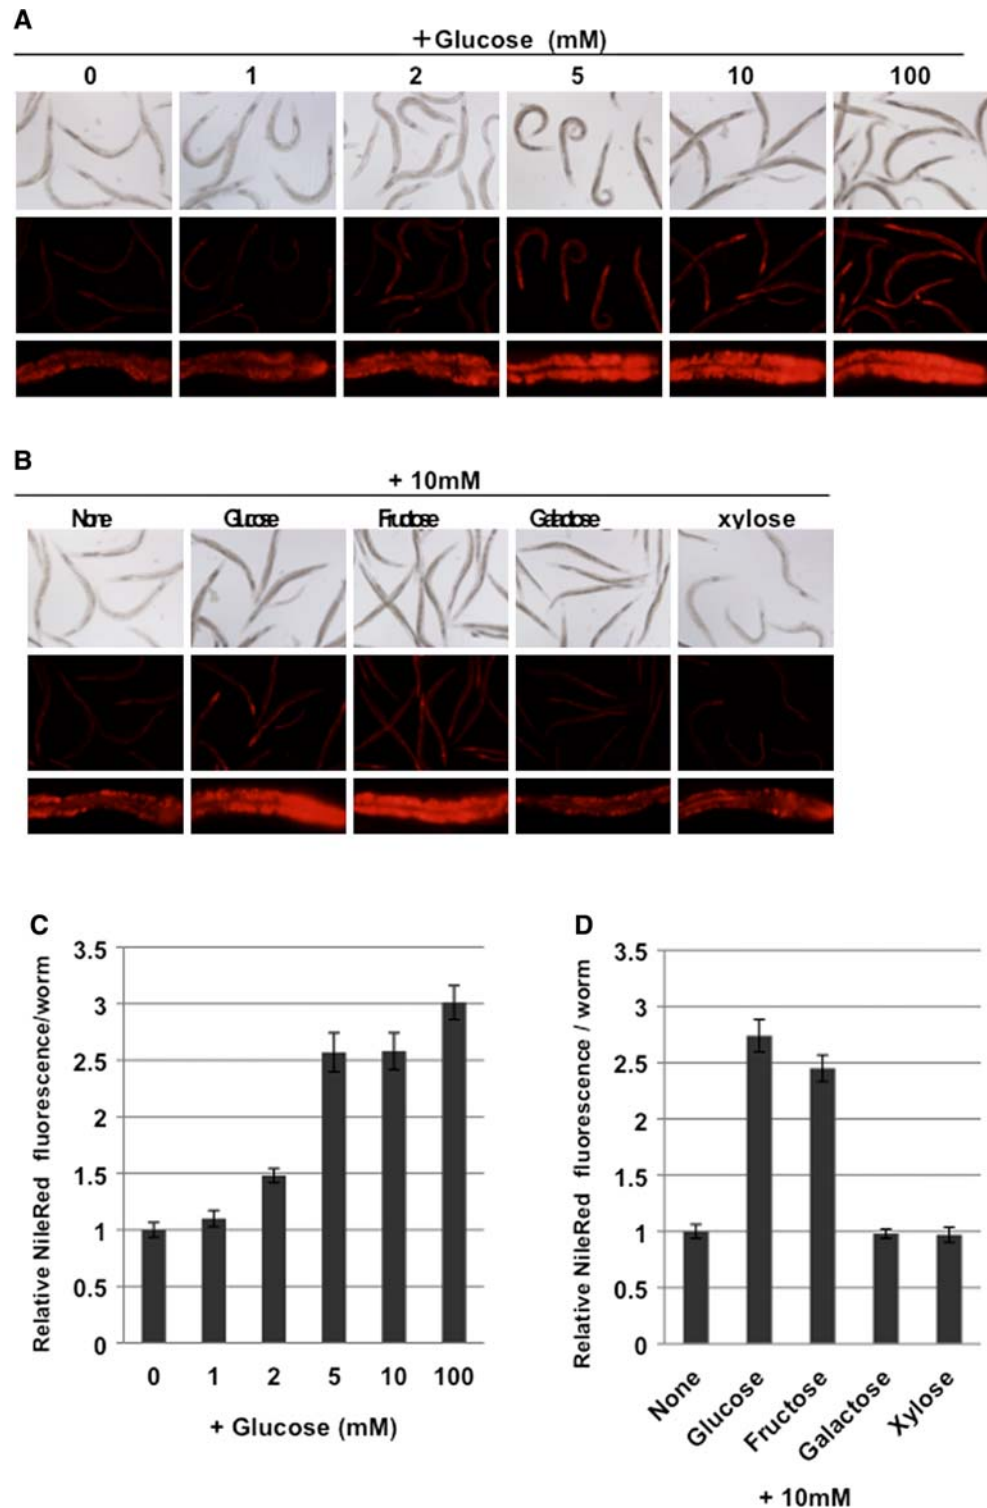 A
+Glucose (mM)
0 1 2 5 10 100
B
+ 10mM
None Glucose Fructose Galactose xylose
C
Relative NileRed fluorescence/worm
3.5
3
2.5
2
1.5
1
0.5
0
0 1 2 5 10 100
+ Glucose (mM)
D
Relative NileRed fluorescence / worm
3.5
3
2.5
2
1.5
1
0.5
0
None Glucose Fructose Galactose Xylose
+ 10mM